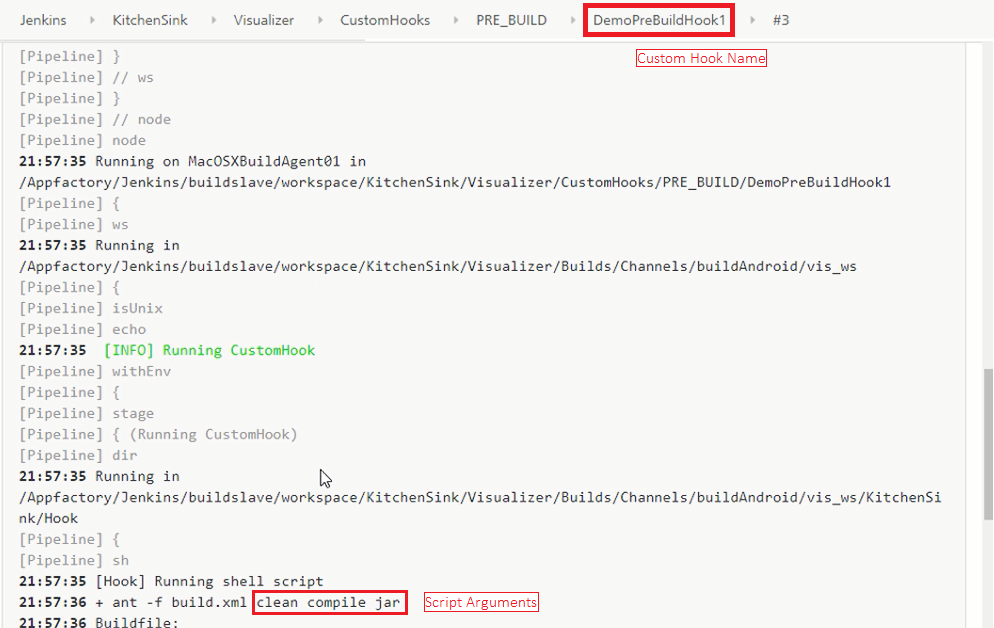 Jenkins KitchenSink Visualizer CustomHooks PRE_BUILD DemoPreBuildHook1 #3
[Pipeline] }
Custom Hook Name
[Pipeline] // ws
[Pipeline] }
[Pipeline] // node
[Pipeline] node
21:57:35 Running on MacOSXBuildAgent01 in
/Appfactory/Jenkins/buildslave/workspace/KitchenSink/Visualizer/CustomHooks/PRE_BUILD/DemoPreBuildHook1
[Pipeline] {
[Pipeline] ws
21:57:35 Running in
/Appfactory/Jenkins/buildslave/workspace/KitchenSink/Visualizer/Builds/Channels/buildAndroid/vis_ws
[Pipeline] {
[Pipeline] isUnix
[Pipeline] echo
21:57:35 [INFO] Running CustomHook
[Pipeline] withEnv
[Pipeline] {
[Pipeline] stage
[Pipeline] { (Running CustomHook)
[Pipeline] dir
21:57:35 Running in
/Appfactory/Jenkins/buildslave/workspace/KitchenSink/Visualizer/Builds/Channels/buildAndroid/vis_ws/KitchenSi
nk/Hook
[Pipeline] {
[Pipeline] sh
21:57:35 [Hook] Running shell script
21:57:36 + ant -f build.xml clean compile jar Script Arguments
21:57:36 Buildfile: